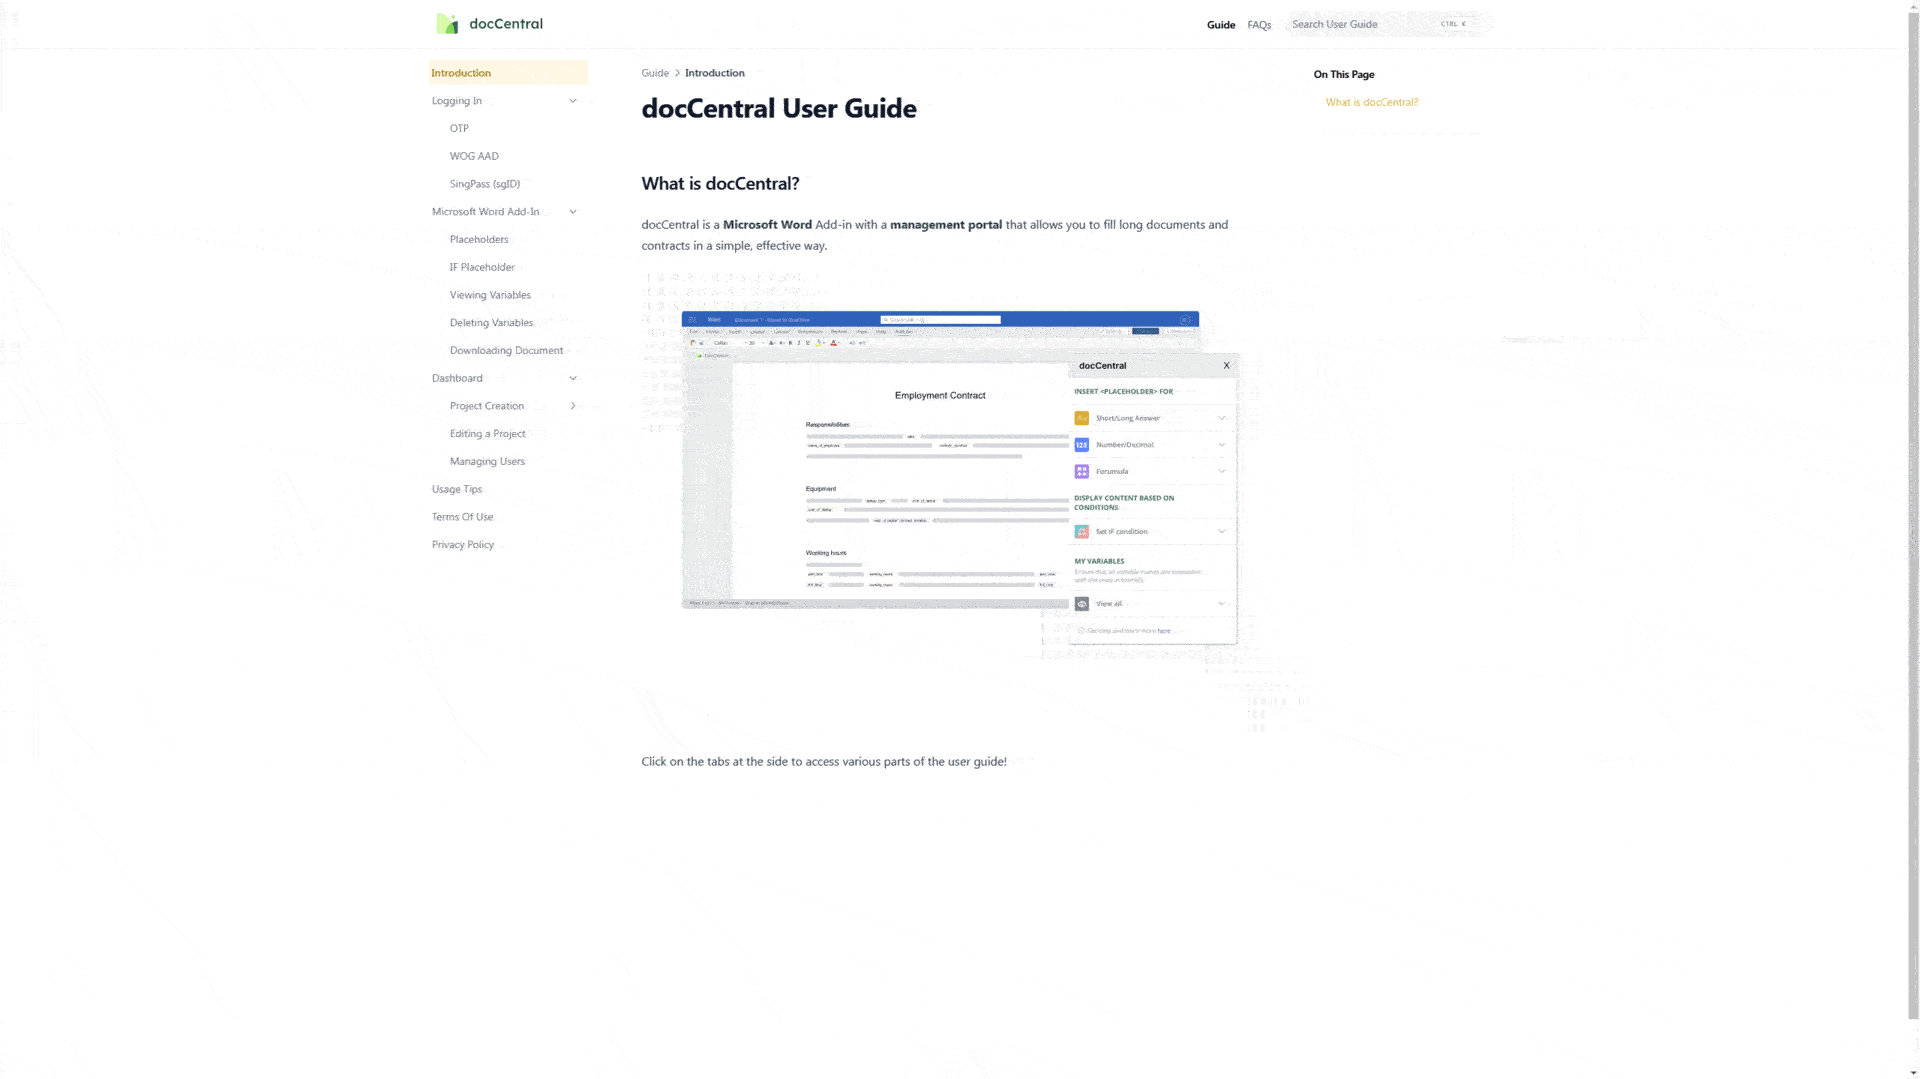 docCentral
Guide
FAQs
Search User Guide
CTRL K
Introduction
Logging In
OTP
WOG AAD
SingPass (sgID)
Microsoft Word Add-In
Placeholders
IF Placeholder
Viewing Variables
Deleting Variables
Downloading Document
Dashboard
Project Creation
Editing a Project
Managing Users
Usage Tips
Terms Of Use
Privacy Policy
Guide > Introduction
docCentral User Guide
What is docCentral?
docCentral is a Microsoft Word Add-in with a management portal that allows you to fill long documents and
contracts in a simple, effective way.
Word
Employment Contract
Responsibilities
Equipment
Working hours
docCentral
X
INSERT <PLACEHOLDER> FOR
Short/Long Answer
Number/Decimal
Forumula
DISPLAY CONTENT BASED ON
CONDITIONS
Set IF condition
MY VARIABLES
View all
here
Click on the tabs at the side to access various parts of the user guide!
On This Page
What is docCentral?